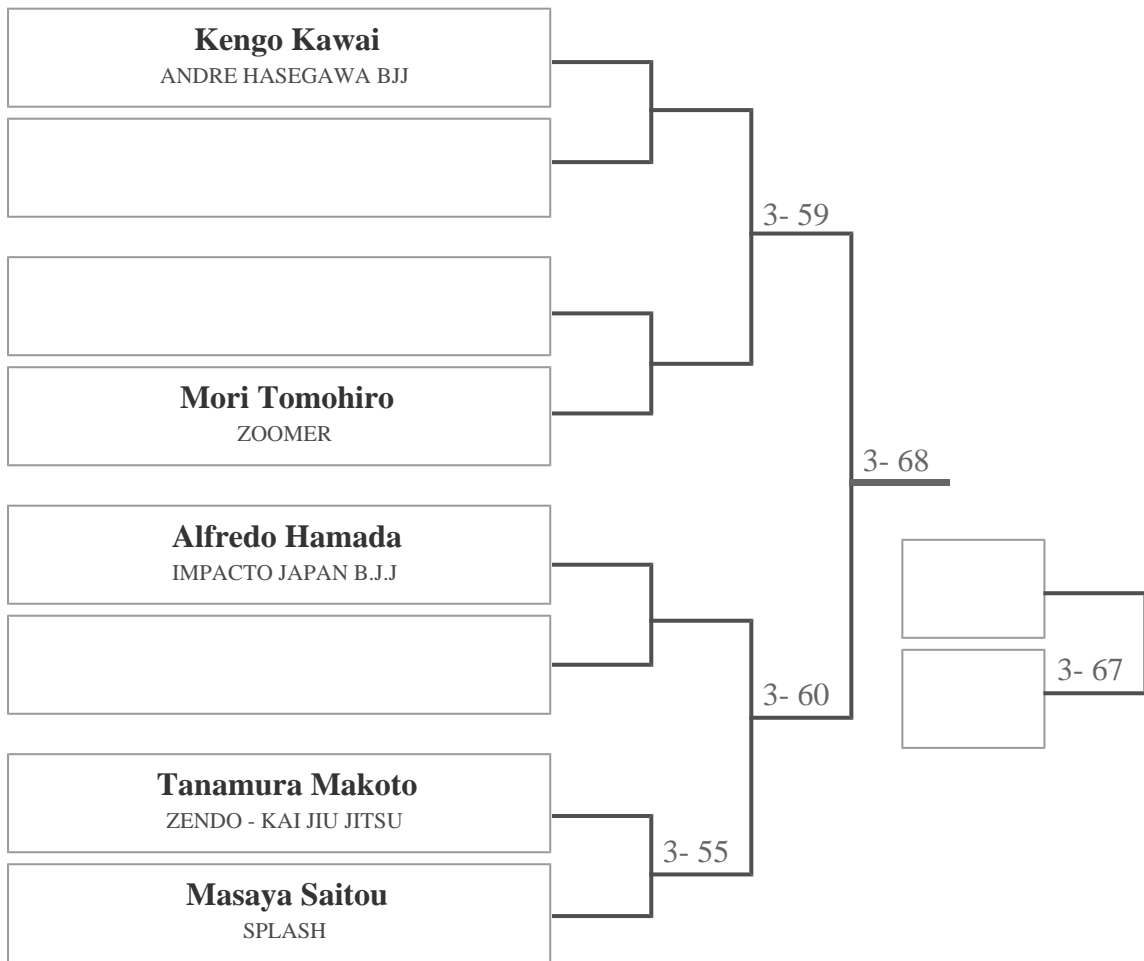 Kengo Kawai
ANDRE HASEGAWA BJJ
3- 59
Mori Tomohiro
ZOOMER
3- 68
Alfredo Hamada
IMPACTO JAPAN B.J.J
3- 67
3- 60
Tanamura Makoto
ZENDO - KAI JIU JITSU
3- 55
Masaya Saitou
SPLASH